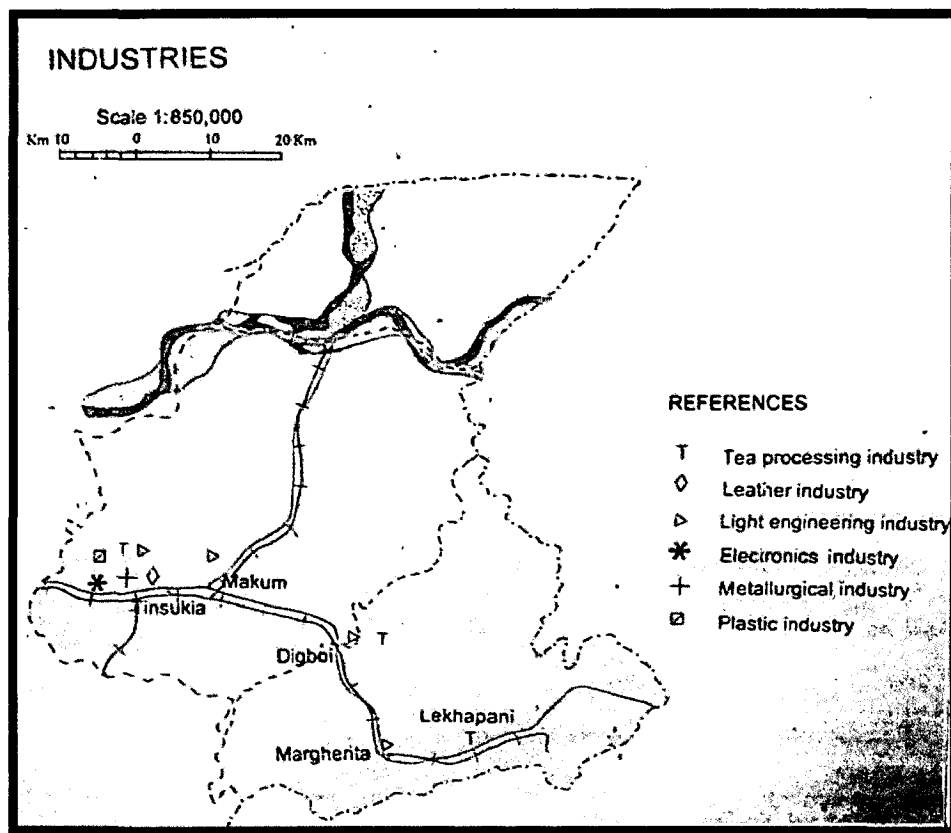 INDUSTRIES
Scale 1:850,000
Km 10 0 10 20 Km
REFERENCES
T Tea processing industry
Leather industry
Light engineering industry
Electronics industry
Metallurgical industry
Plastic industry
T
Makum
insukia
Digboi
T
Lekhapani
T
Margherita